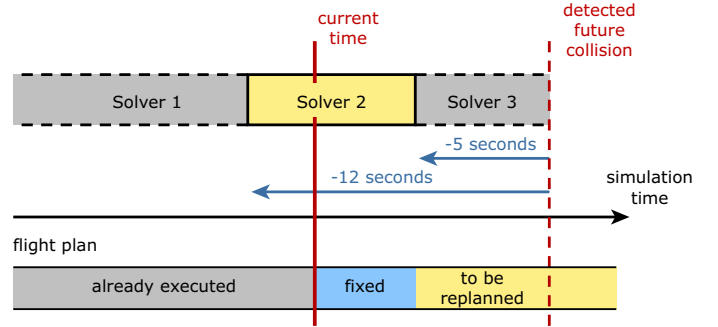 current
time
detected
future
collision
Solver 1
Solver 2
Solver 3
-5 seconds
-12 seconds
simulation
time
flight plan
already executed
fixed
to be
replanned